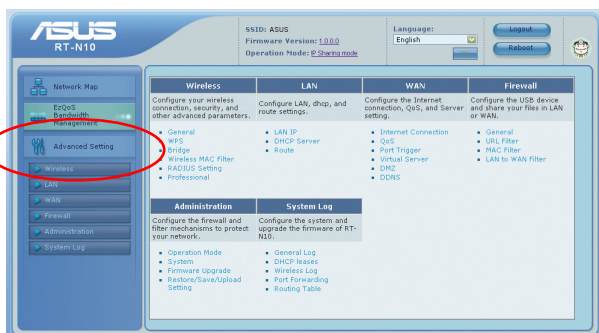 ASUS
RT-N10
SSID: ASUS
Firmware Version: 1.0.0.0
Operation Mode: IP Sharing mode
Language:
English
Logout
Reboot
Network Map
EzQoS
Bandwidth
Management
Advanced Setting
Wireless
LAN
WAN
Firewall
Administration
System Log
Wireless
Configure your wireless
connection, security, and
other advanced parameters.
General
WPS
Bridge
Wireless MAC Filter
RADIUS Setting
Professional
LAN
Configure LAN, dhcp, and
route settings.
LAN IP
DHCP Server
Route
WAN
Configure the Internet
connection, QoS, and Server
setting.
Internet Connection
QoS
Port Trigger
Virtual Server
DMZ
DDNS
Firewall
Configure the USB device
and share your files in LAN
or WAN.
General
URL Filter
MAC Filter
LAN to WAN Filter
Administration
Configure the firewall and
filter mechanisms to protect
your network.
Operation Mode
System
Firmware Upgrade
Restore/Save/Upload
Setting
System Log
Configure the system and
upgrade the firmware of RT-
N10.
General Log
DHCP leases
Wireless Log
Port Forwarding
Routing Table